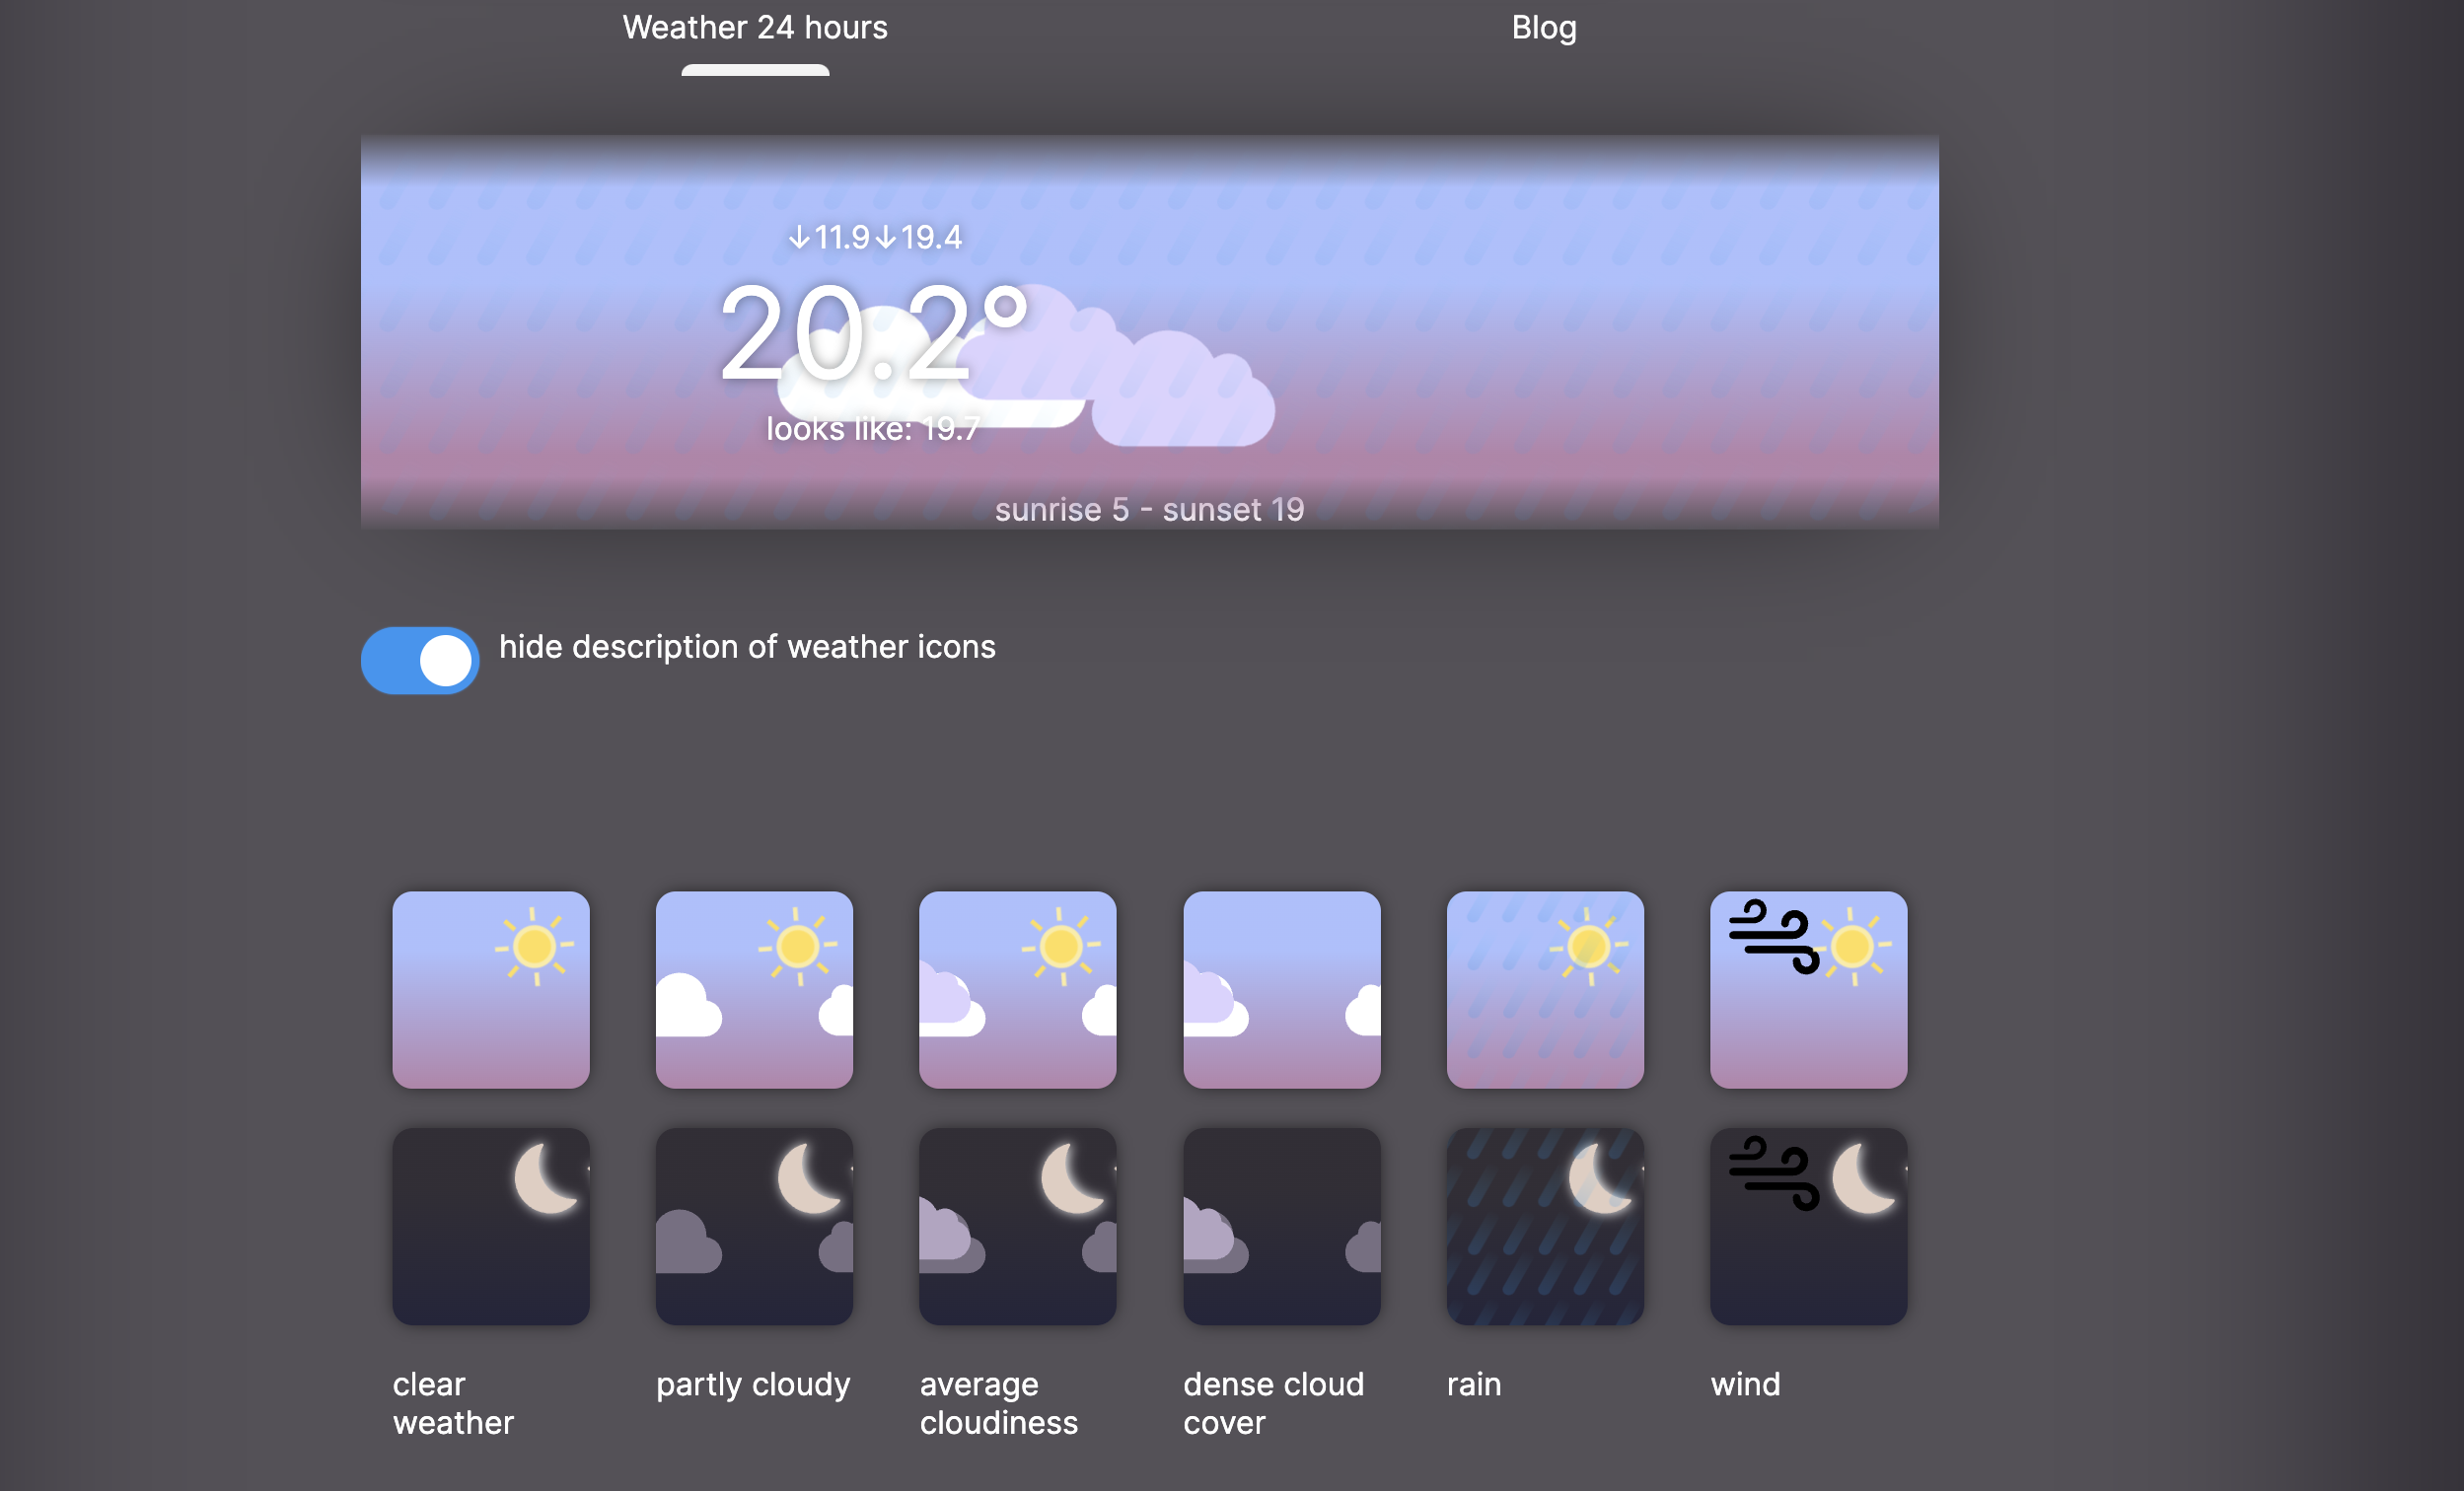 Weather 24 hours
Blog
↓11.9↓19.4
20.2°
looks like: 19.7
sunrise 5 - sunset 19
hide description of weather icons
clear weather
partly cloudy
average cloudiness
dense cloud cover
rain
wind